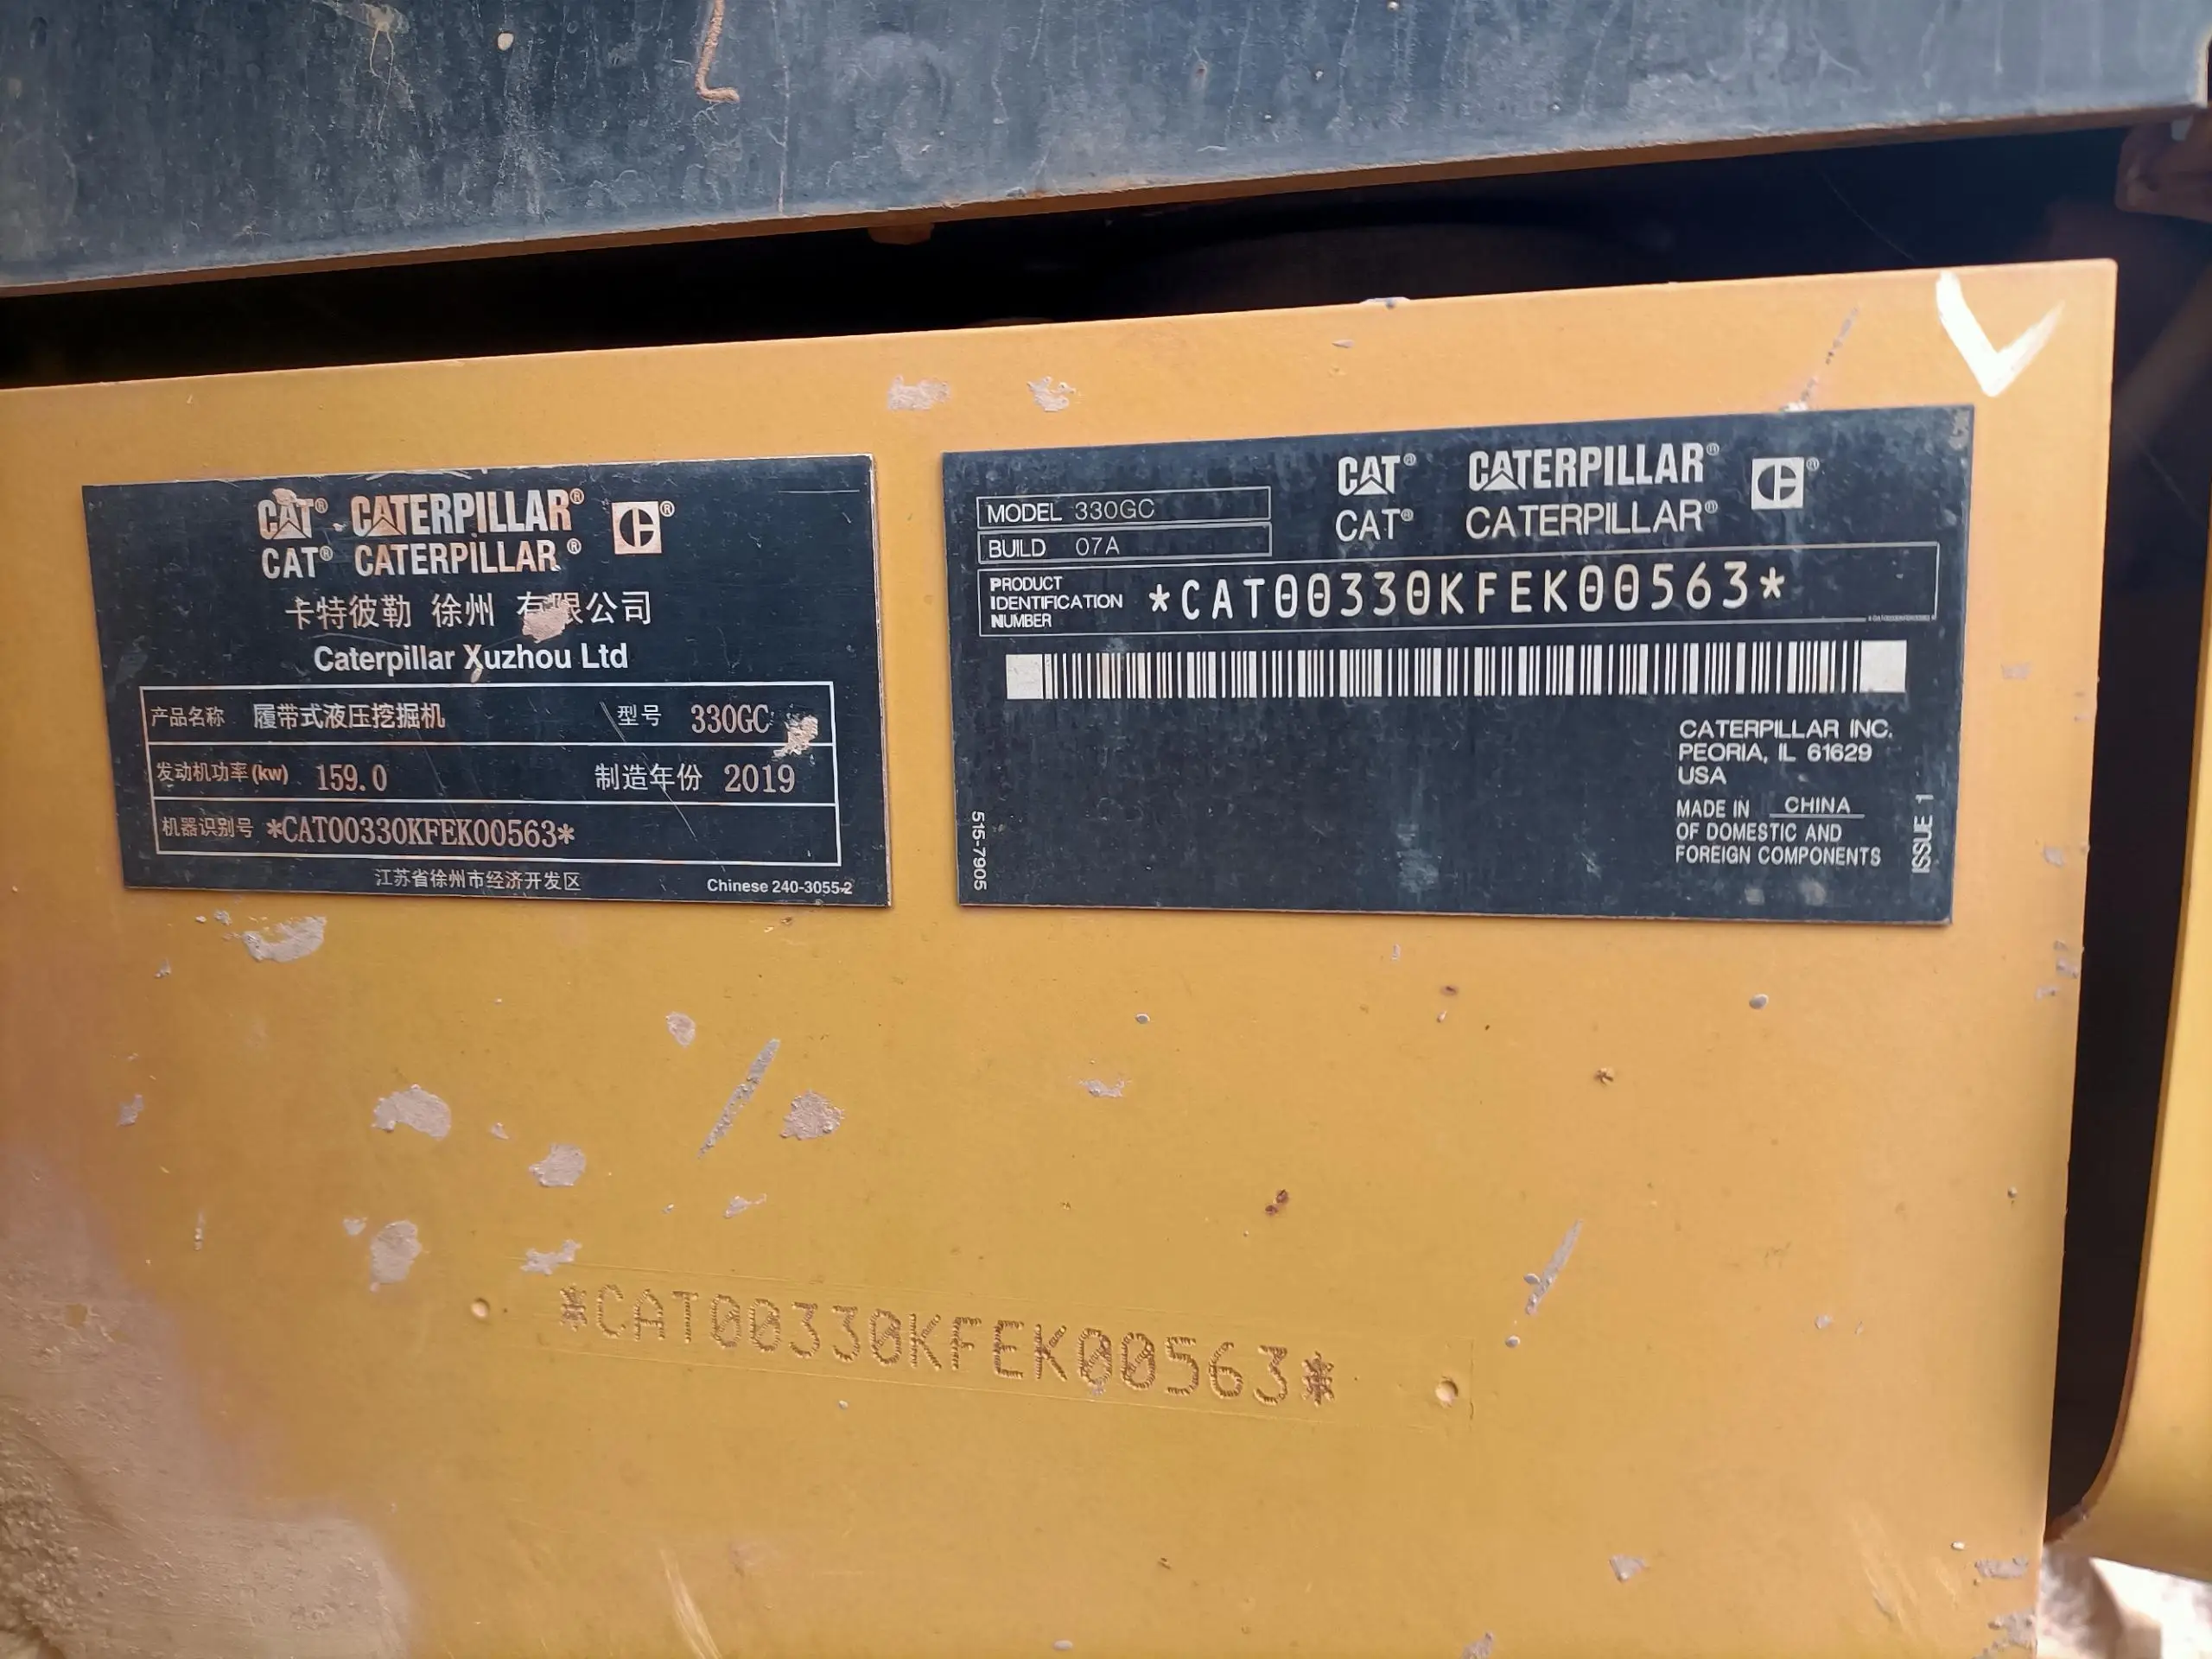 CAT® CATERPILLAR®
CAT® CATERPILLAR®
卡特彼勒 徐州 有限公司
Caterpillar Xuzhou Ltd
产品名称 履带式液压挖掘机 型号 330GC
发动机功率(kw) 159.0 制造年份 2019
机器识别号 *CAT00330KFEK00563*
江苏省徐州市经济开发区 Chinese 240-3055-2
CAT® CATERPILLAR®
CAT® CATERPILLAR®
MODEL 330GC
BUILD 07A
PRODUCT
IDENTIFICATION
NUMBER
*CAT00330KFEK00563*
CATERPILLAR INC.
PEORIA, IL 61629
USA
MADE IN CHINA
OF DOMESTIC AND
FOREIGN COMPONENTS
515-7905
ISSUE 1
*CAT00330KFEK00563*